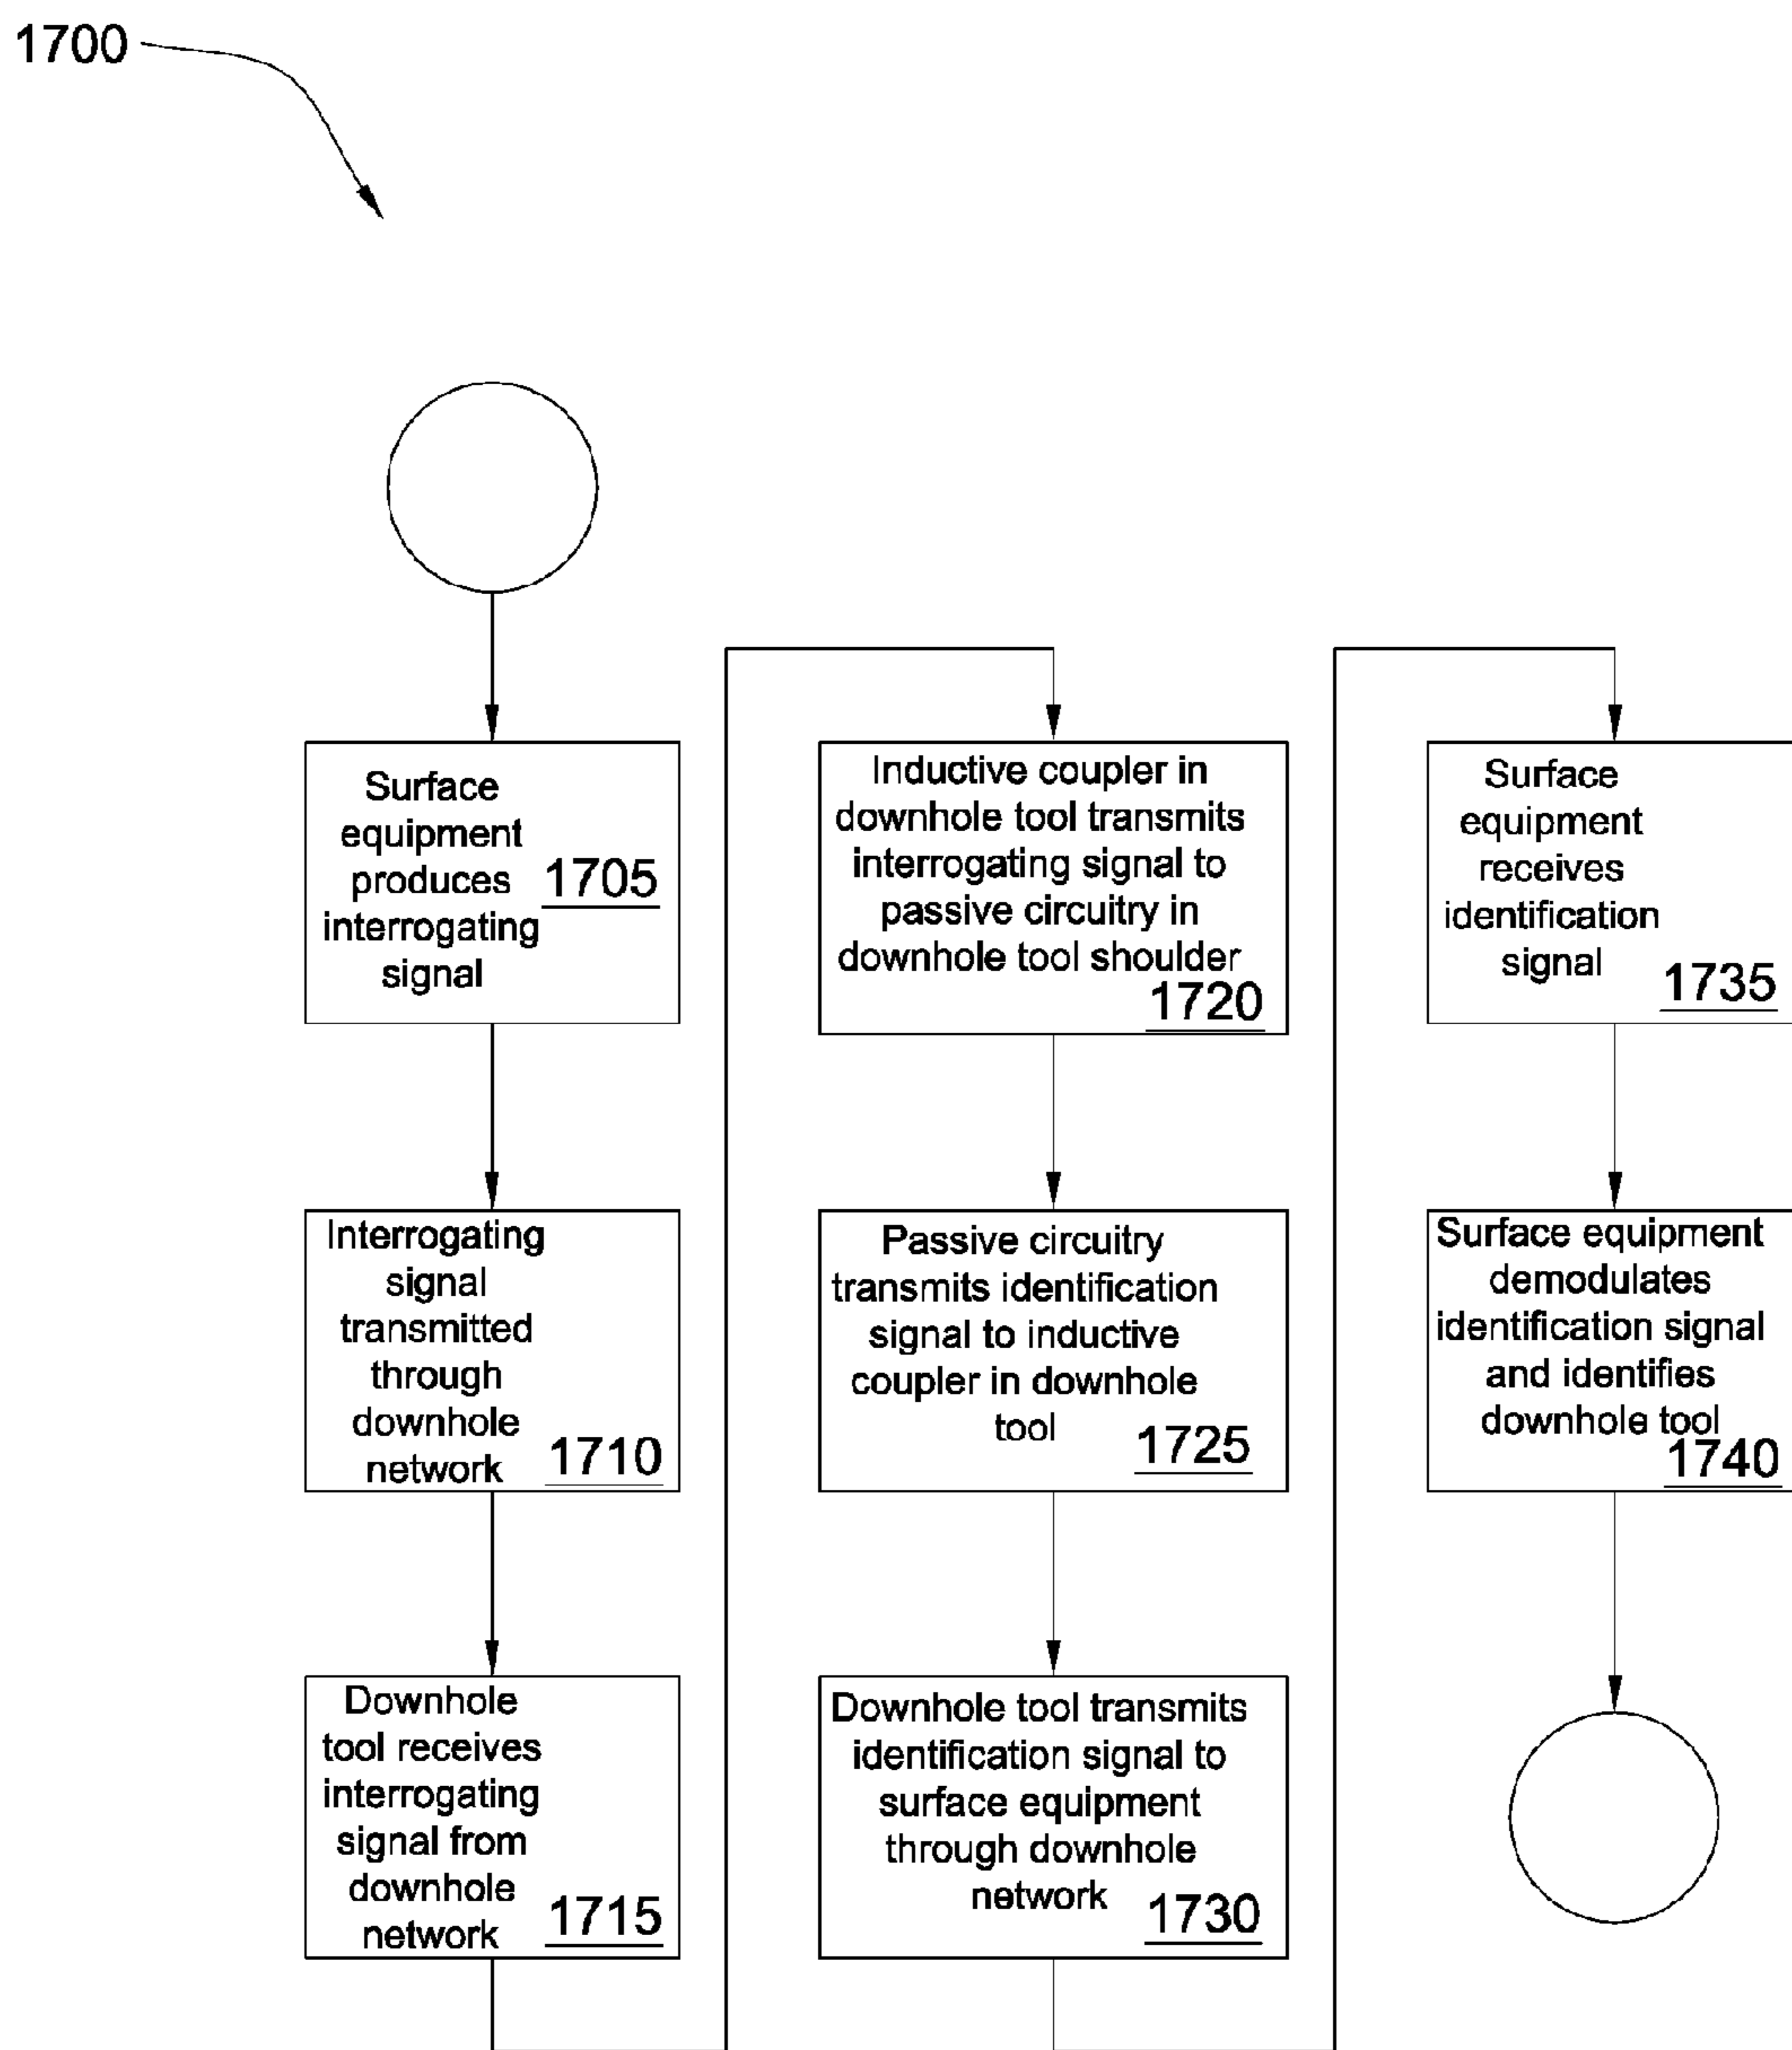 1700
Surface
equipment
produces
interrogating
signal
1705
Interrogating
signal
transmitted
through
downhole
network
1710
Downhole
tool receives
interrogating
signal from
downhole
network
1715
Inductive coupler in
downhole tool transmits
interrogating signal to
passive circuitry in
downhole tool shoulder
1720
Passive circuitry
transmits identification
signal to inductive
coupler in downhole
tool
1725
Downhole tool transmits
identification signal to
surface equipment
through downhole
network
1730
Surface
equipment
receives
identification
signal
1735
Surface equipment
demodulates
identification signal
and identifies
downhole tool
1740